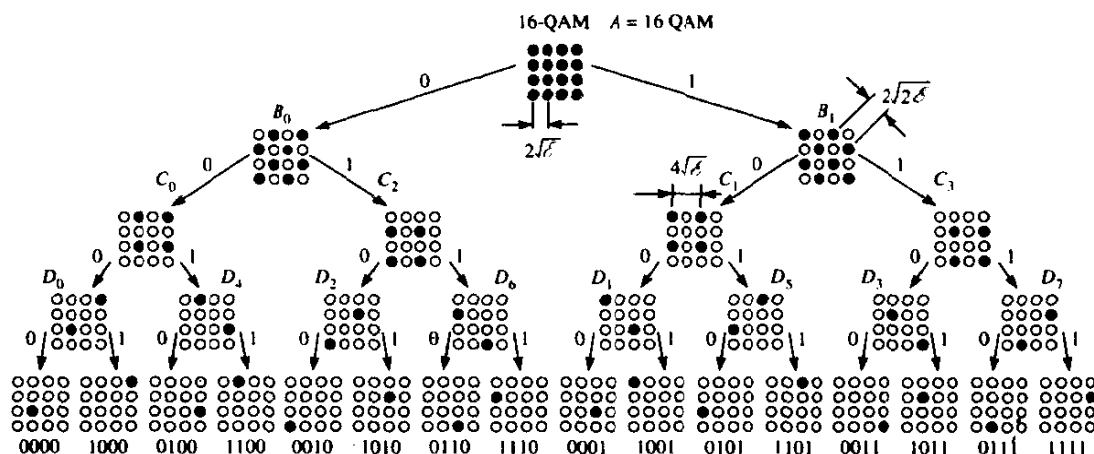 16-QAM A = 16 QAM
0 1
B₀ B₁ 2√2ℰ
2√ℰ
0 1 4√ℰ 0 1
C₀ C₂ C₁ C₃
0 1 0 1 0 1 0 1
D₀ D₄ D₂ D₆ D₁ D₅ D₃ D₇
0 1 0 1 0 1 0 1 0 1 0 1 0 1 0 1
0000 1000 0100 1100 0010 1010 0110 1110 0001 1001 0101 1101 0011 1011 0111 1111